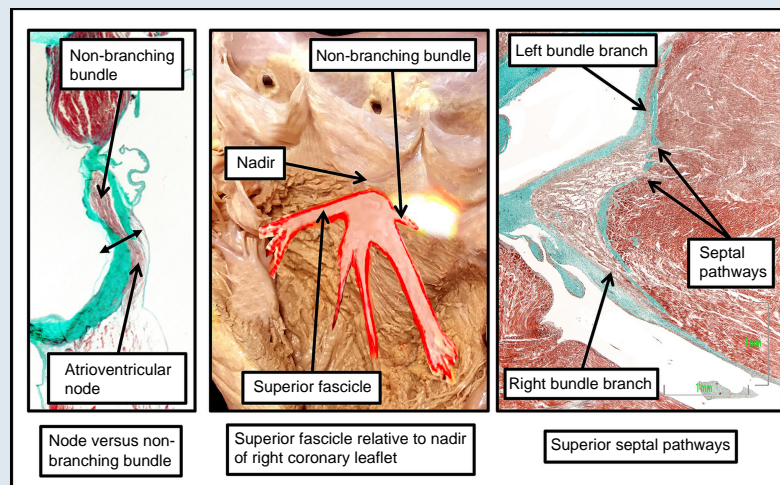 Non-branching
bundle
Atrioventricular
node
Node versus non-
branching bundle
Non-branching bundle
Nadir
Superior fascicle
Superior fascicle relative to nadir
of right coronary leaflet
Left bundle branch
Septal
pathways
Right bundle branch
1mm
Superior septal pathways